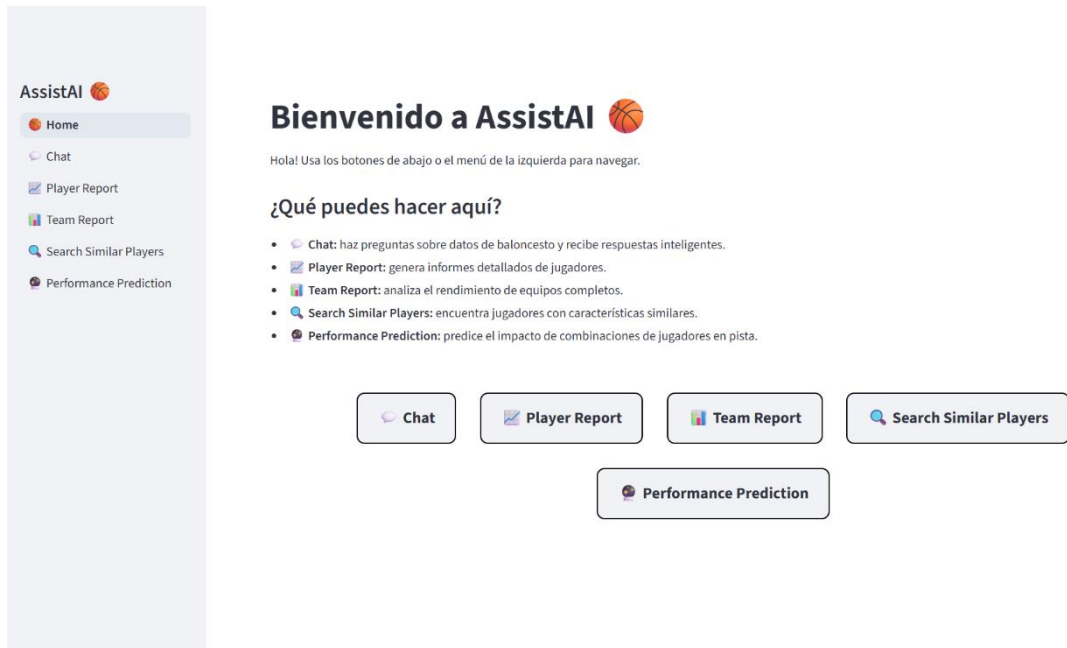 AssistAI 🏀
🏀 Home
💬 Chat
📈 Player Report
📊 Team Report
🔍 Search Similar Players
🔮 Performance Prediction
Bienvenido a AssistAI 🏀
Hola! Usa los botones de abajo o el menú de la izquierda para navegar.
¿Qué puedes hacer aquí?
• 💬 Chat: haz preguntas sobre datos de baloncesto y recibe respuestas inteligentes.
• 📈 Player Report: genera informes detallados de jugadores.
• 📊 Team Report: analiza el rendimiento de equipos completos.
• 🔍 Search Similar Players: encuentra jugadores con características similares.
• 🔮 Performance Prediction: predice el impacto de combinaciones de jugadores en pista.
💬 Chat
📈 Player Report
📊 Team Report
🔍 Search Similar Players
🔮 Performance Prediction